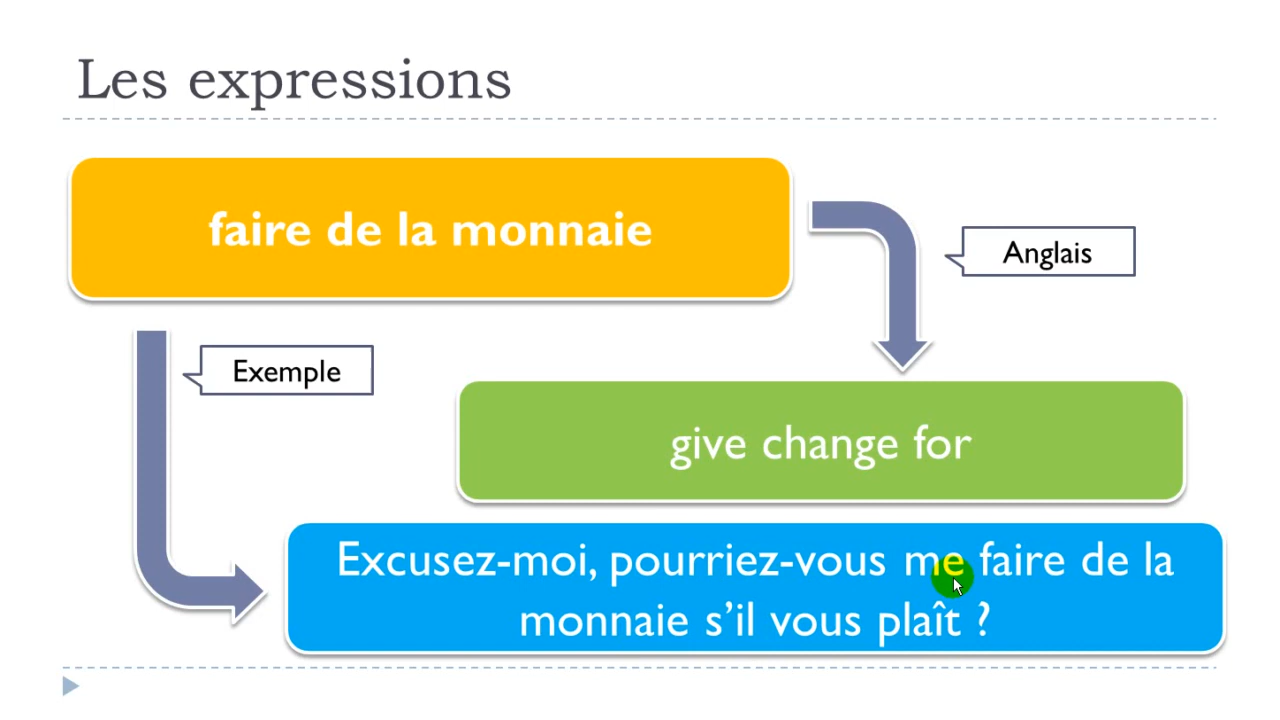 Les expressions
faire de la monnaie
Anglais
Exemple
give change for
Excusez-moi, pourriez-vous me faire de la
monnaie s’il vous plaît ?